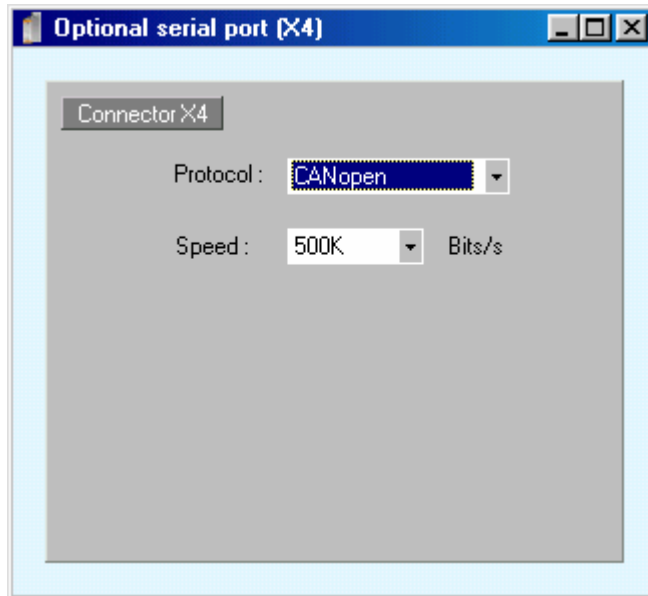 Optional serial port (X4)
Connector X4
Protocol : CANopen
Speed : 500K Bits/s